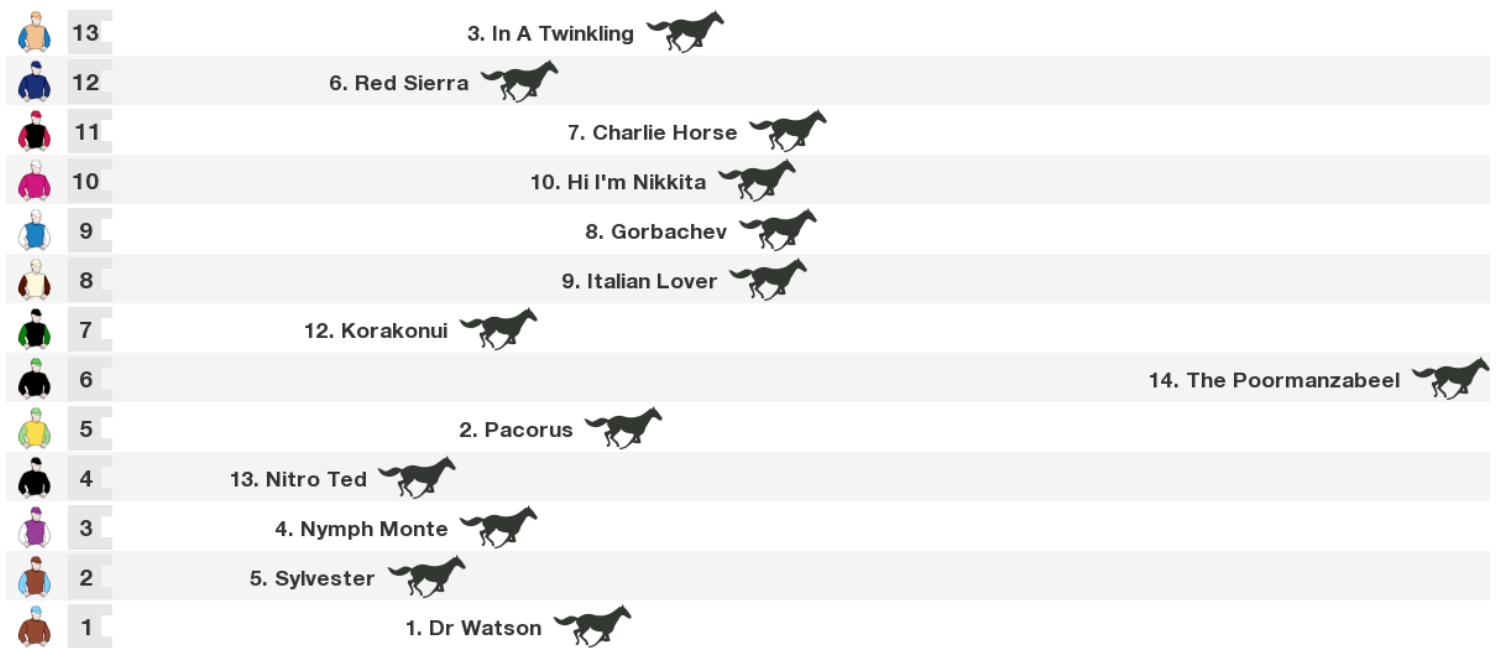 13 3. In A Twinkling
12 6. Red Sierra
11 7. Charlie Horse
10 10. Hi I'm Nikkita
9 8. Gorbachev
8 9. Italian Lover
7 12. Korakonui
6 14. The Poormanzabeel
5 2. Pacorus
4 13. Nitro Ted
3 4. Nymph Monte
2 5. Sylvester
1 1. Dr Watson